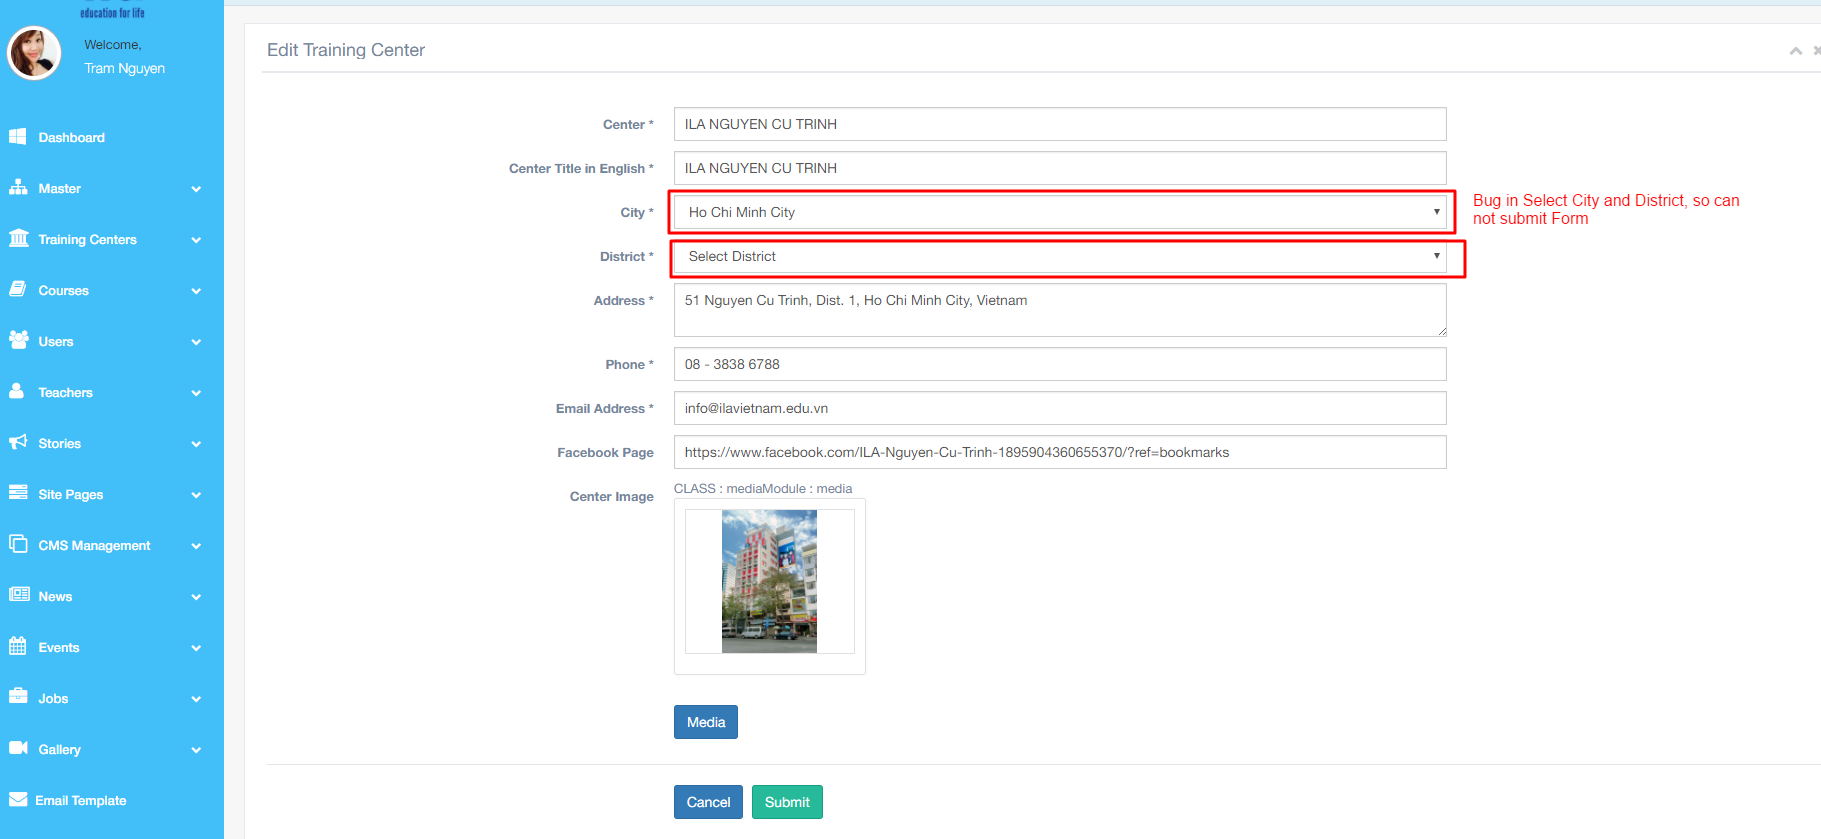 education for life
Welcome,
Tram Nguyen
Dashboard
Master
Training Centers
Courses
Users
Teachers
Stories
Site Pages
CMS Management
News
Events
Jobs
Gallery
Email Template
Edit Training Center
Center * ILA NGUYEN CU TRINH
Center Title in English * ILA NGUYEN CU TRINH
City * Ho Chi Minh City
Bug in Select City and District, so can
not submit Form
District * Select District
Address * 51 Nguyen Cu Trinh, Dist. 1, Ho Chi Minh City, Vietnam
Phone * 08 - 3838 6788
Email Address * info@ilavietnam.edu.vn
Facebook Page https://www.facebook.com/ILA-Nguyen-Cu-Trinh-1895904360655370/?ref=bookmarks
Center Image CLASS : mediaModule : media
Media
Cancel Submit